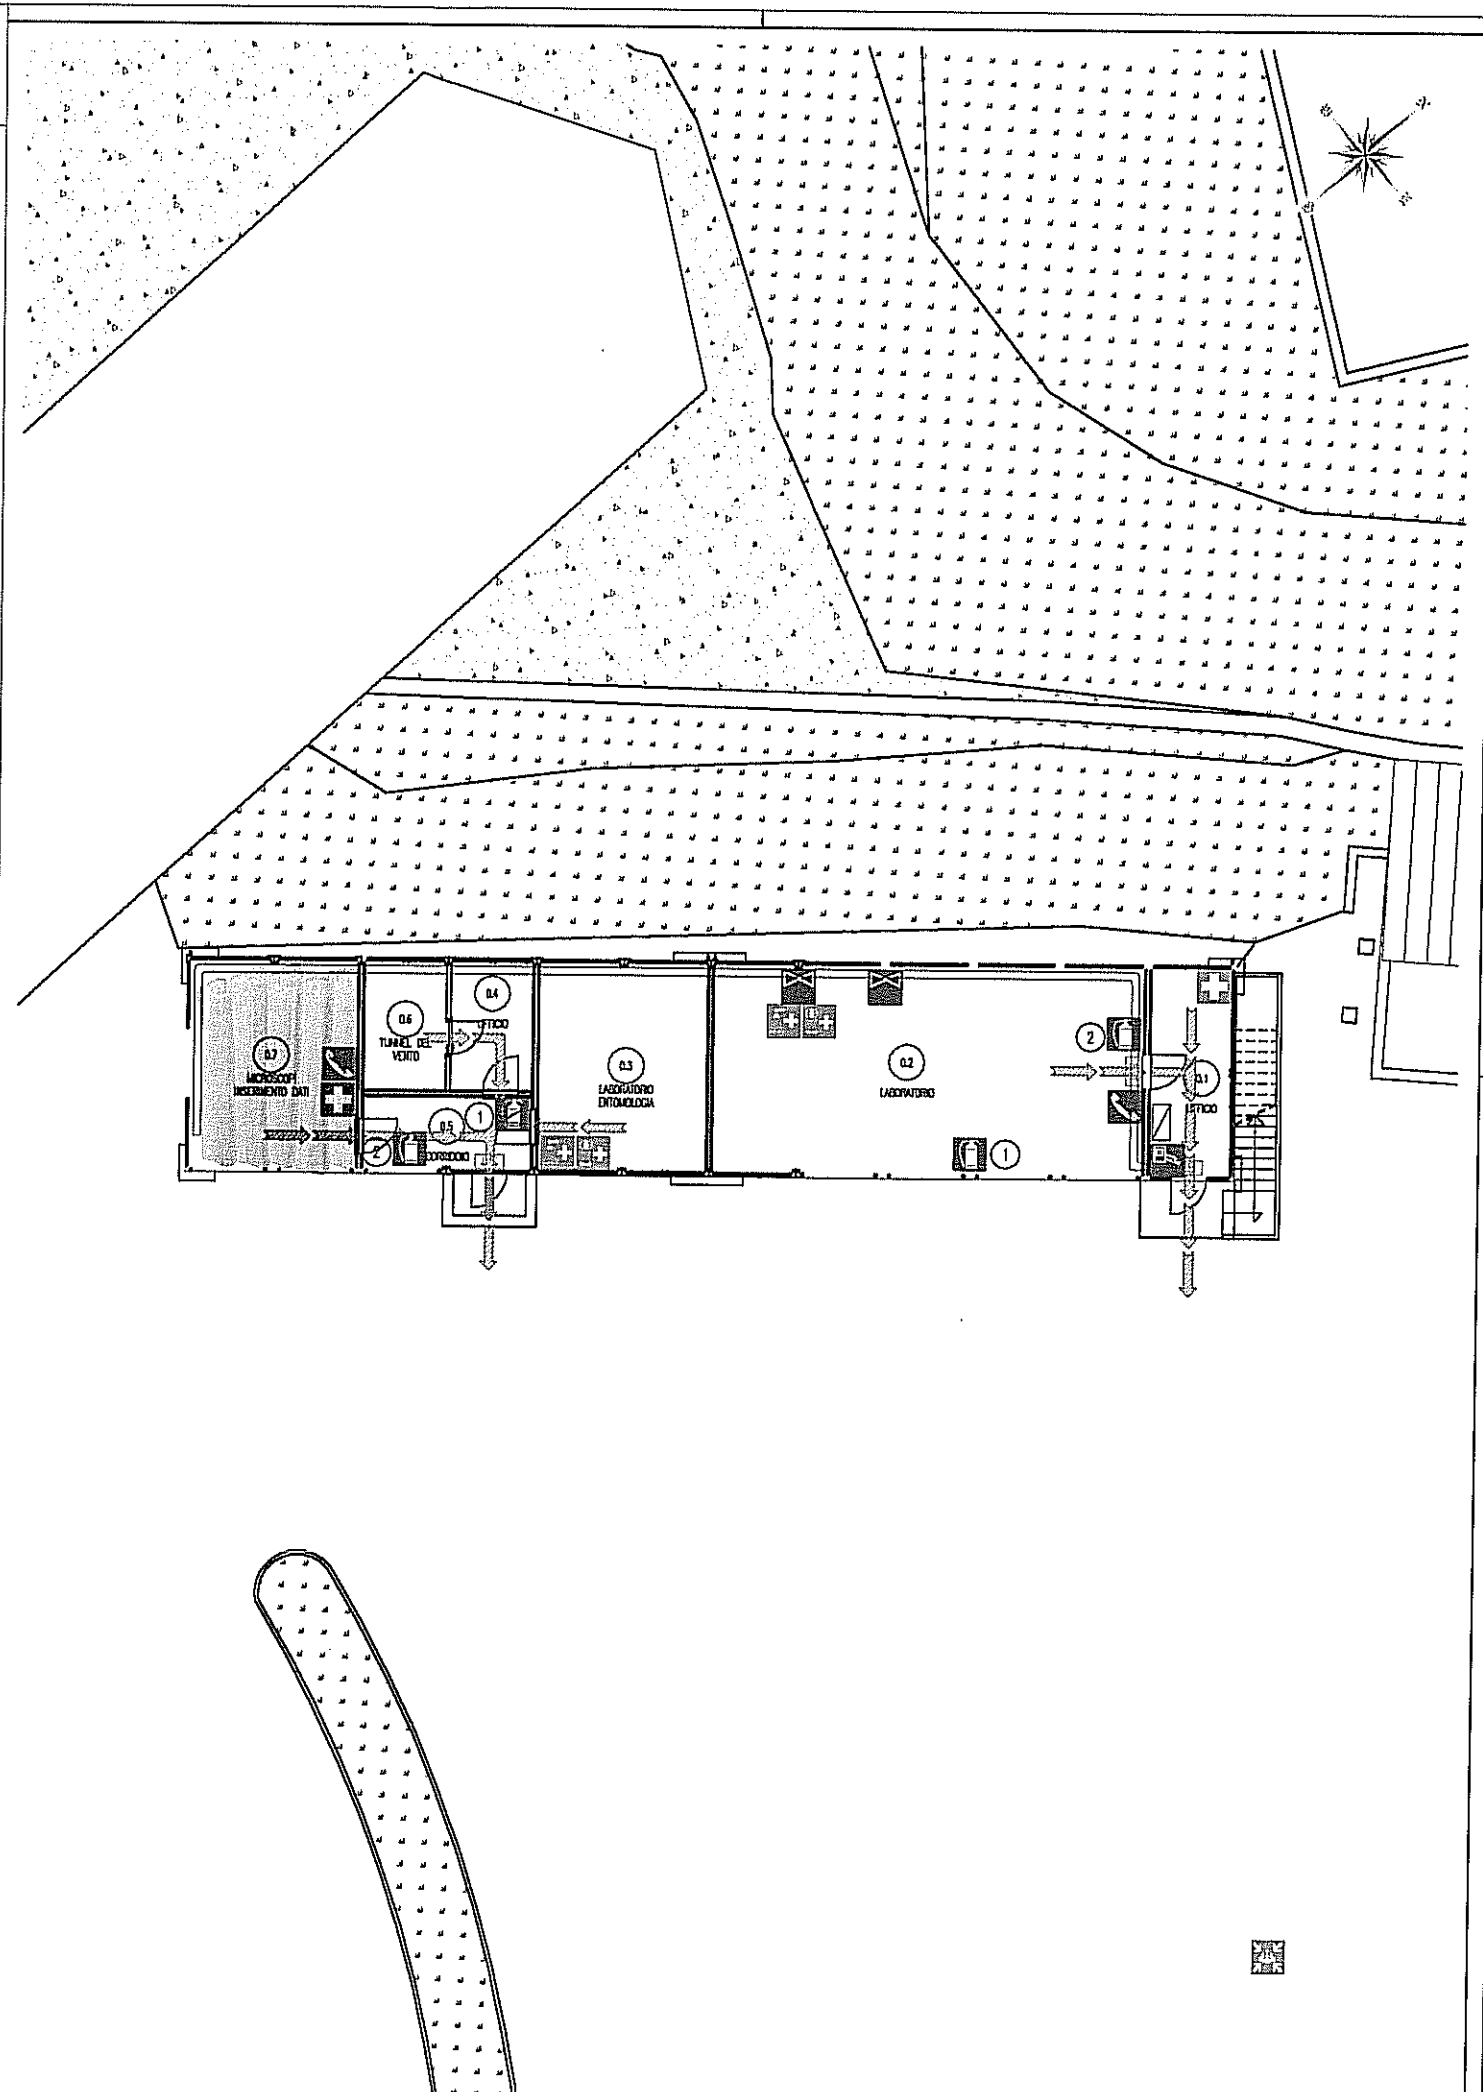 0.4
UFFICIO
0.6
TUNNEL DEL
VENTO
0.7
MICROSCOPI
INSERIMENTO DATI
0.3
LABORATORIO
ENTOMOLOGIA
0.2
LABORATORIO
2
0.1
UFFICIO
1
0.5
2
CORRIDOIO
1